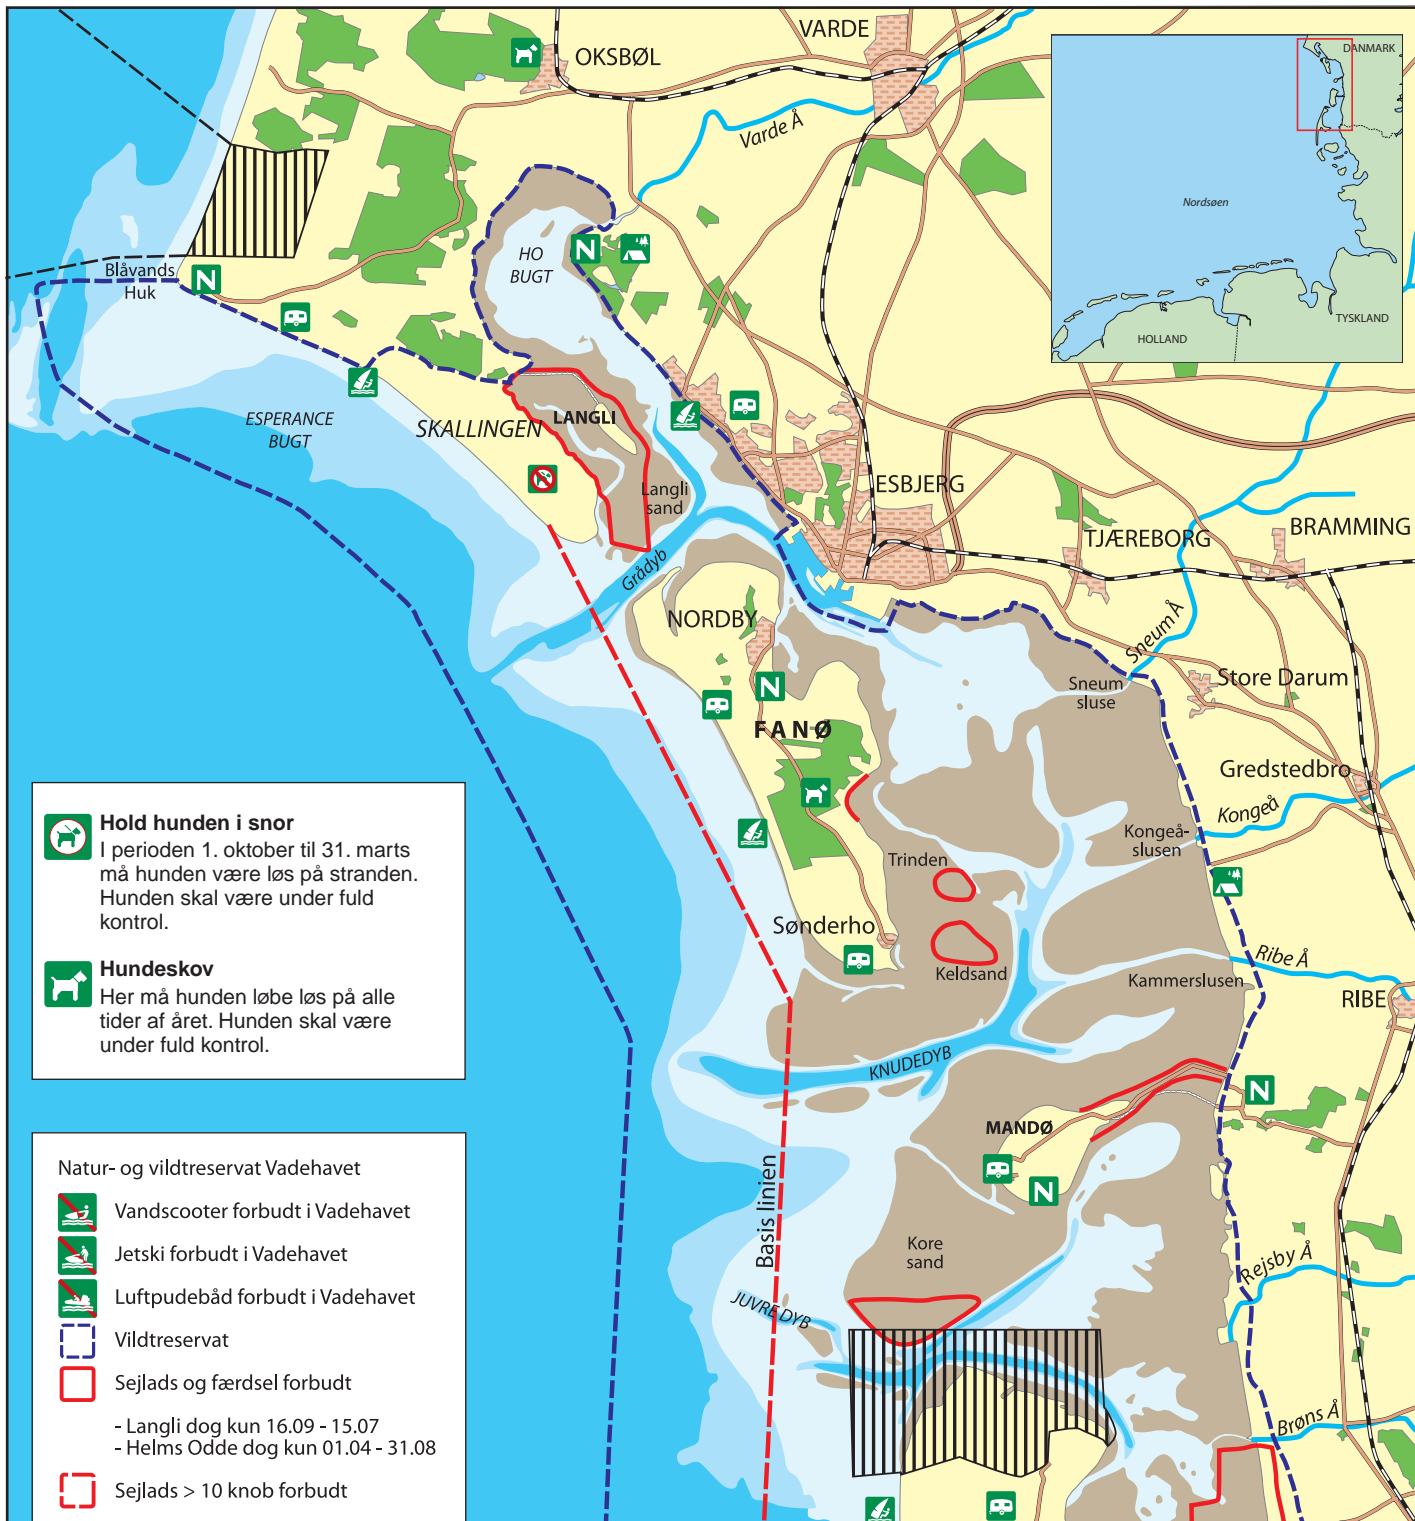 VARDE
OKSBØL
Varde Å
DANMARK
Nordsøen
TYSKLAND
HOLLAND
HO
BUGT
Blåvands
Huk
N
N
ESPERANCE
BUGT
SKALLINGEN
LANGLI
Langli
sand
ESBJERG
TJÆREBORG
BRAMMING
Grådyb
NORDBY
Sneum Å
Sneum
sluse
Store Darum
N
FANØ
Gredstedbro
Kongeå
Kongeå-
slusen
Trinden
Sønderho
Keldsand
Ribe Å
Kammerslusen
RIBE
KNUDEDYB
N
MANDØ
N
Basis linien
Kore
sand
Rejsby Å
JUVRE DYB
Brøns Å
Hold hunden i snor
I perioden 1. oktober til 31. marts
må hunden være løs på stranden.
Hunden skal være under fuld
kontrol.
Hundeskov
Her må hunden løbe løs på alle
tider af året. Hunden skal være
under fuld kontrol.
Natur- og vildtreservat Vadehavet
Vandscooter forbudt i Vadehavet
Jetski forbudt i Vadehavet
Luftpudebåd forbudt i Vadehavet
Vildtreservat
Sejlads og færdsel forbudt
- Langli dog kun 16.09 - 15.07
- Helms Odde dog kun 01.04 - 31.08
Sejlads > 10 knob forbudt